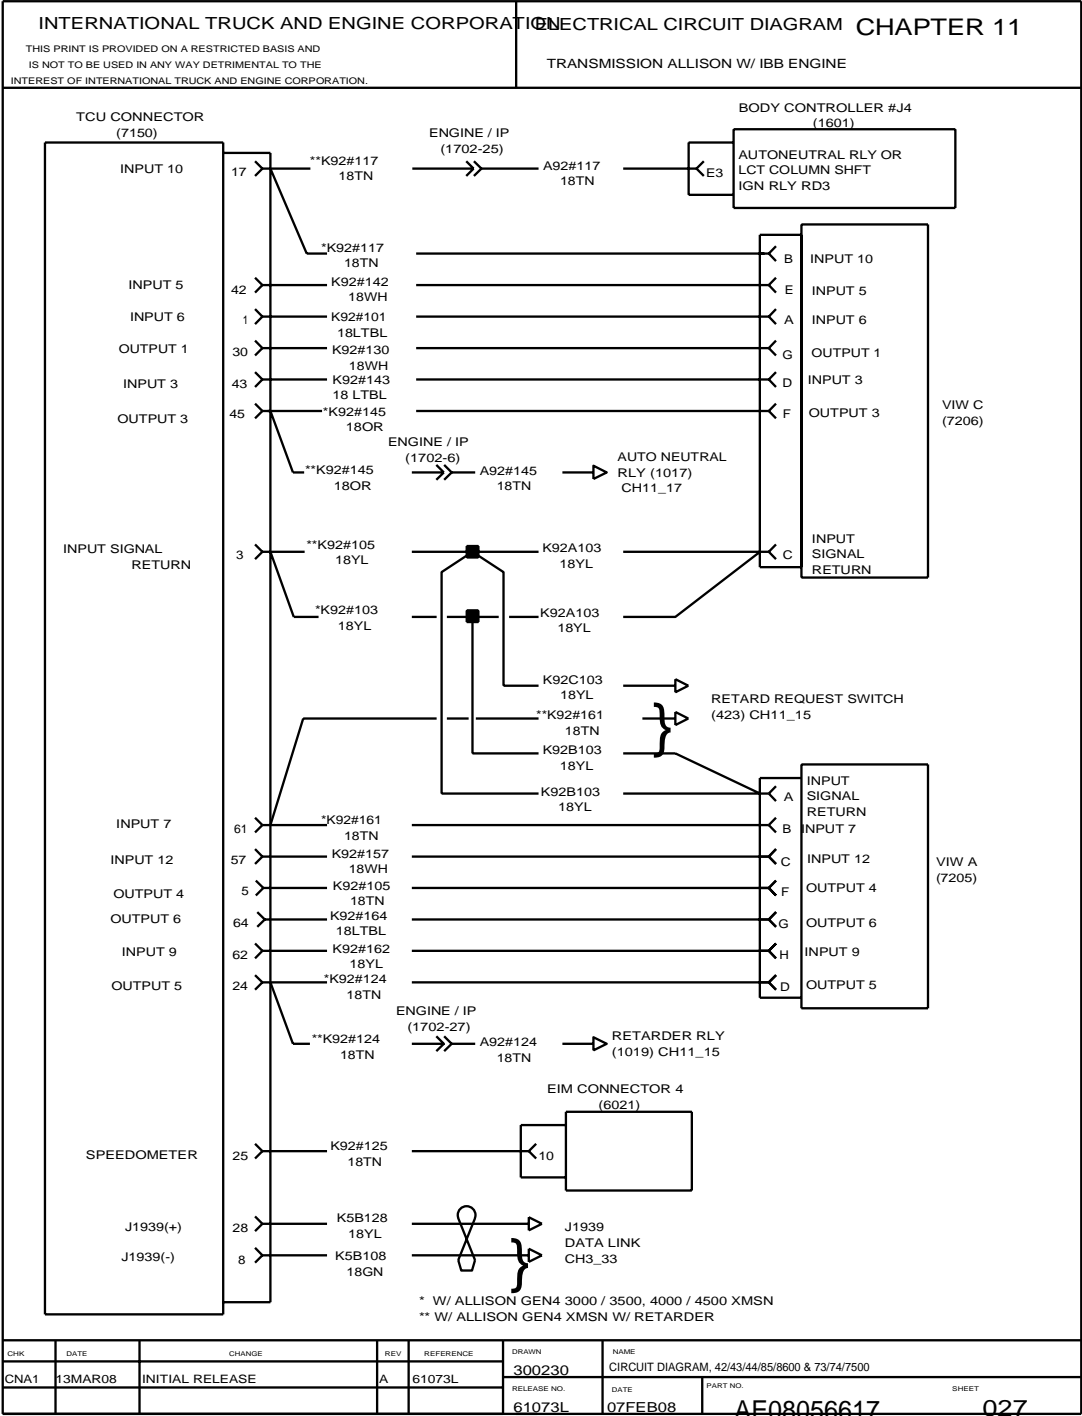 INTERNATIONAL TRUCK AND ENGINE CORPORATION
THIS PRINT IS PROVIDED ON A RESTRICTED BASIS AND
IS NOT TO BE USED IN ANY WAY DETRIMENTAL TO THE
INTEREST OF INTERNATIONAL TRUCK AND ENGINE CORPORATION.
ELECTRICAL CIRCUIT DIAGRAM CHAPTER 11
TRANSMISSION ALLISON W/ IBB ENGINE
TCU CONNECTOR
(7150)
BODY CONTROLLER #J4
(1601)
ENGINE / IP
(1702-25)
INPUT 10 17 **K92#117 A92#117 E3
18TN 18TN
AUTONEUTRAL RLY OR
LCT COLUMN SHFT
IGN RLY RD3
*K92#117 B INPUT 10
18TN
INPUT 5 42 K92#142 E INPUT 5
18WH
INPUT 6 1 K92#101 A INPUT 6
18LTBL
OUTPUT 1 30 K92#130 G OUTPUT 1
18WH
INPUT 3 43 K92#143 D INPUT 3
18 LTBL
OUTPUT 3 45 *K92#145 F OUTPUT 3
18OR
VIW C
(7206)
ENGINE / IP
(1702-6)
**K92#145 A92#145
18OR 18TN
AUTO NEUTRAL
RLY (1017)
CH11_17
INPUT SIGNAL
RETURN
3 **K92#105 K92A103 C
18YL 18YL
INPUT
SIGNAL
RETURN
*K92#103 K92A103
18YL 18YL
K92C103
18YL
**K92#161
18TN
RETARD REQUEST SWITCH
(423) CH11_15
K92B103
18YL
K92B103 A
18YL
INPUT
SIGNAL
RETURN
INPUT 7 61 *K92#161 B INPUT 7
18TN
INPUT 12 57 K92#157 C INPUT 12
18WH
OUTPUT 4 5 K92#105 F OUTPUT 4
18TN
OUTPUT 6 64 K92#164 G OUTPUT 6
18LTBL
INPUT 9 62 K92#162 H INPUT 9
18YL
OUTPUT 5 24 *K92#124 D OUTPUT 5
18TN
VIW A
(7205)
ENGINE / IP
(1702-27)
**K92#124 A92#124
18TN 18TN
RETARDER RLY
(1019) CH11_15
EIM CONNECTOR 4
(6021)
SPEEDOMETER 25 K92#125 10
18TN
J1939(+) 28 K5B128
18YL
J1939(-) 8 K5B108
18GN
J1939
DATA LINK
CH3_33
* W/ ALLISON GEN4 3000 / 3500, 4000 / 4500 XMSN
** W/ ALLISON GEN4 XMSN W/ RETARDER
CHK DATE CHANGE REV REFERENCE
CNA1 13MAR08 INITIAL RELEASE A 61073L
DRAWN
300230
NAME
CIRCUIT DIAGRAM, 42/43/44/85/8600 & 73/74/7500
RELEASE NO.
61073L
DATE
07FEB08
PART NO.
AE08056617
SHEET
027